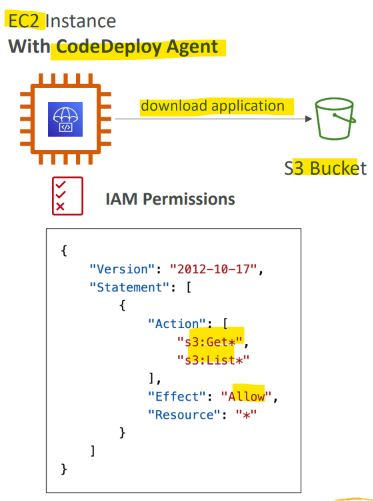 EC2 Instance
With CodeDeploy Agent
download application
</>
S3 Bucket
IAM Permissions
{
    "Version": "2012-10-17",
    "Statement": [
        {
            "Action": [
                "s3:Get*",
                "s3:List*"
            ],
            "Effect": "Allow",
            "Resource": "*"
        }
    ]
}